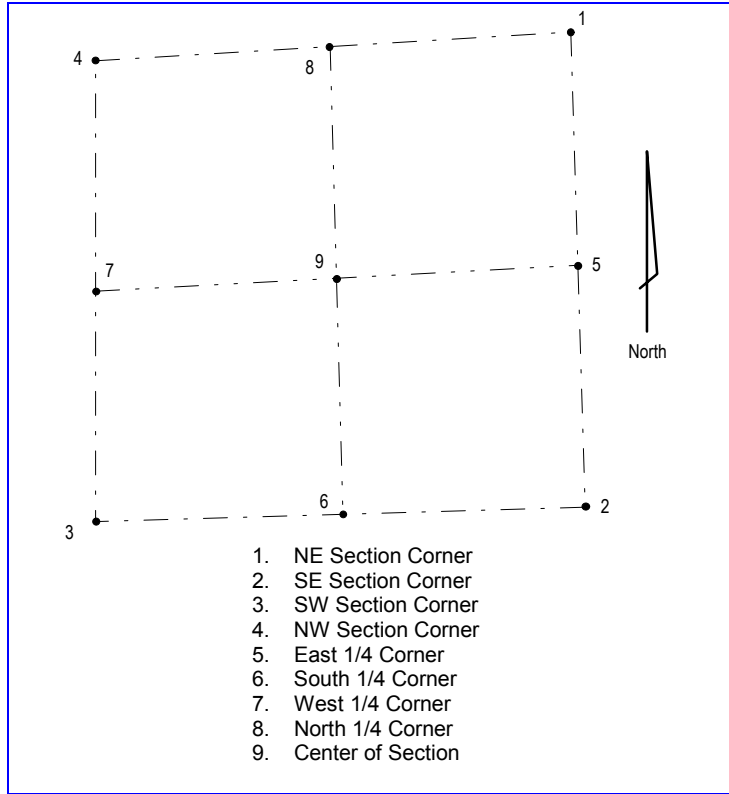 1
4
8
7
9
5
North
6
2
3
1. NE Section Corner
2. SE Section Corner
3. SW Section Corner
4. NW Section Corner
5. East 1/4 Corner
6. South 1/4 Corner
7. West 1/4 Corner
8. North 1/4 Corner
9. Center of Section